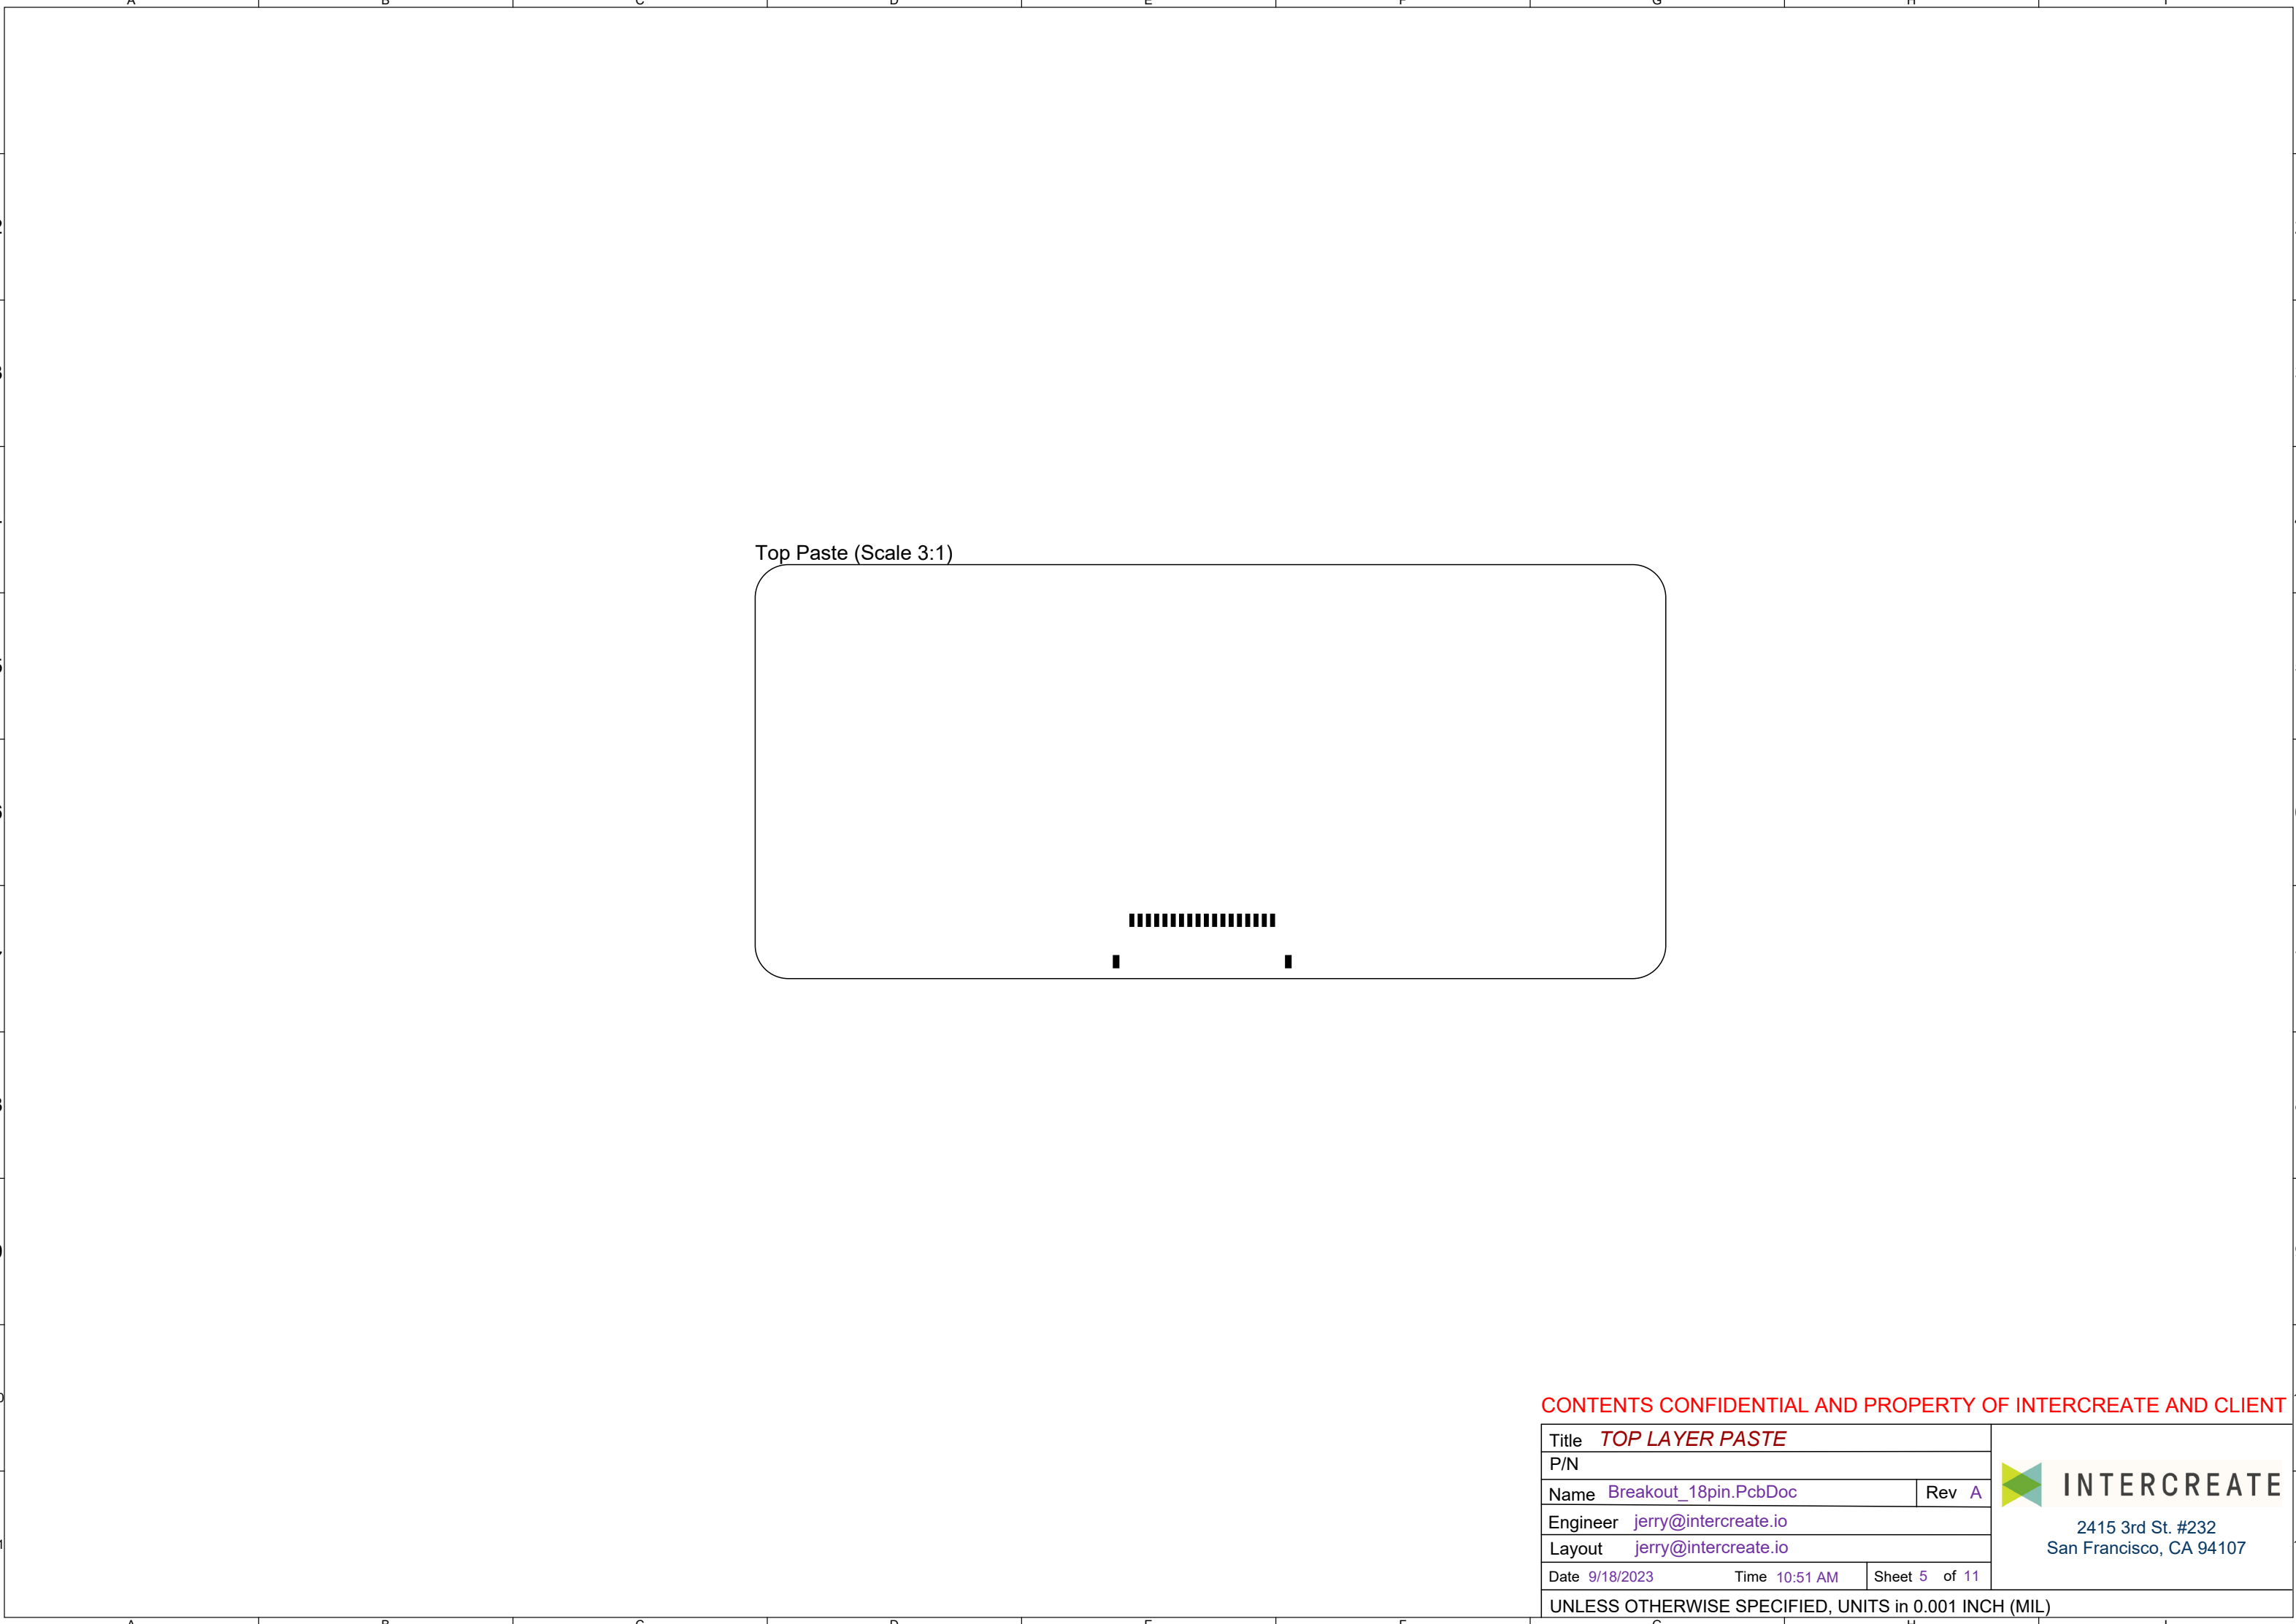 A B C D E F G H I
Top Paste (Scale 3:1)
CONTENTS CONFIDENTIAL AND PROPERTY OF INTERCREATE AND CLIENT
Title TOP LAYER PASTE
P/N
Name Breakout_18pin.PcbDoc Rev A
Engineer jerry@intercreate.io
Layout jerry@intercreate.io
Date 9/18/2023 Time 10:51 AM Sheet 5 of 11
UNLESS OTHERWISE SPECIFIED, UNITS in 0.001 INCH (MIL)
INTERCREATE
2415 3rd St. #232
San Francisco, CA 94107